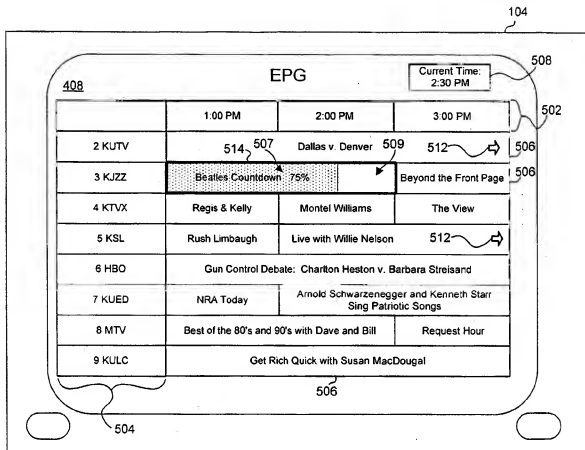 104
EPG
Current Time:
2:30 PM
508
408
1:00 PM 2:00 PM 3:00 PM
502
2 KUTV Dallas v. Denver 512
506
514 507 509
3 KJZZ Beatles Countdown 75% Beyond the Front Page
506
4 KTVX Regis & Kelly Montel Williams The View
5 KSL Rush Limbaugh Live with Willie Nelson 512
6 HBO Gun Control Debate: Charlton Heston v. Barbara Streisand
7 KUED NRA Today Arnold Schwarzenegger and Kenneth Starr
Sing Patriotic Songs
8 MTV Best of the 80's and 90's with Dave and Bill Request Hour
9 KULC Get Rich Quick with Susan MacDougal
504
506